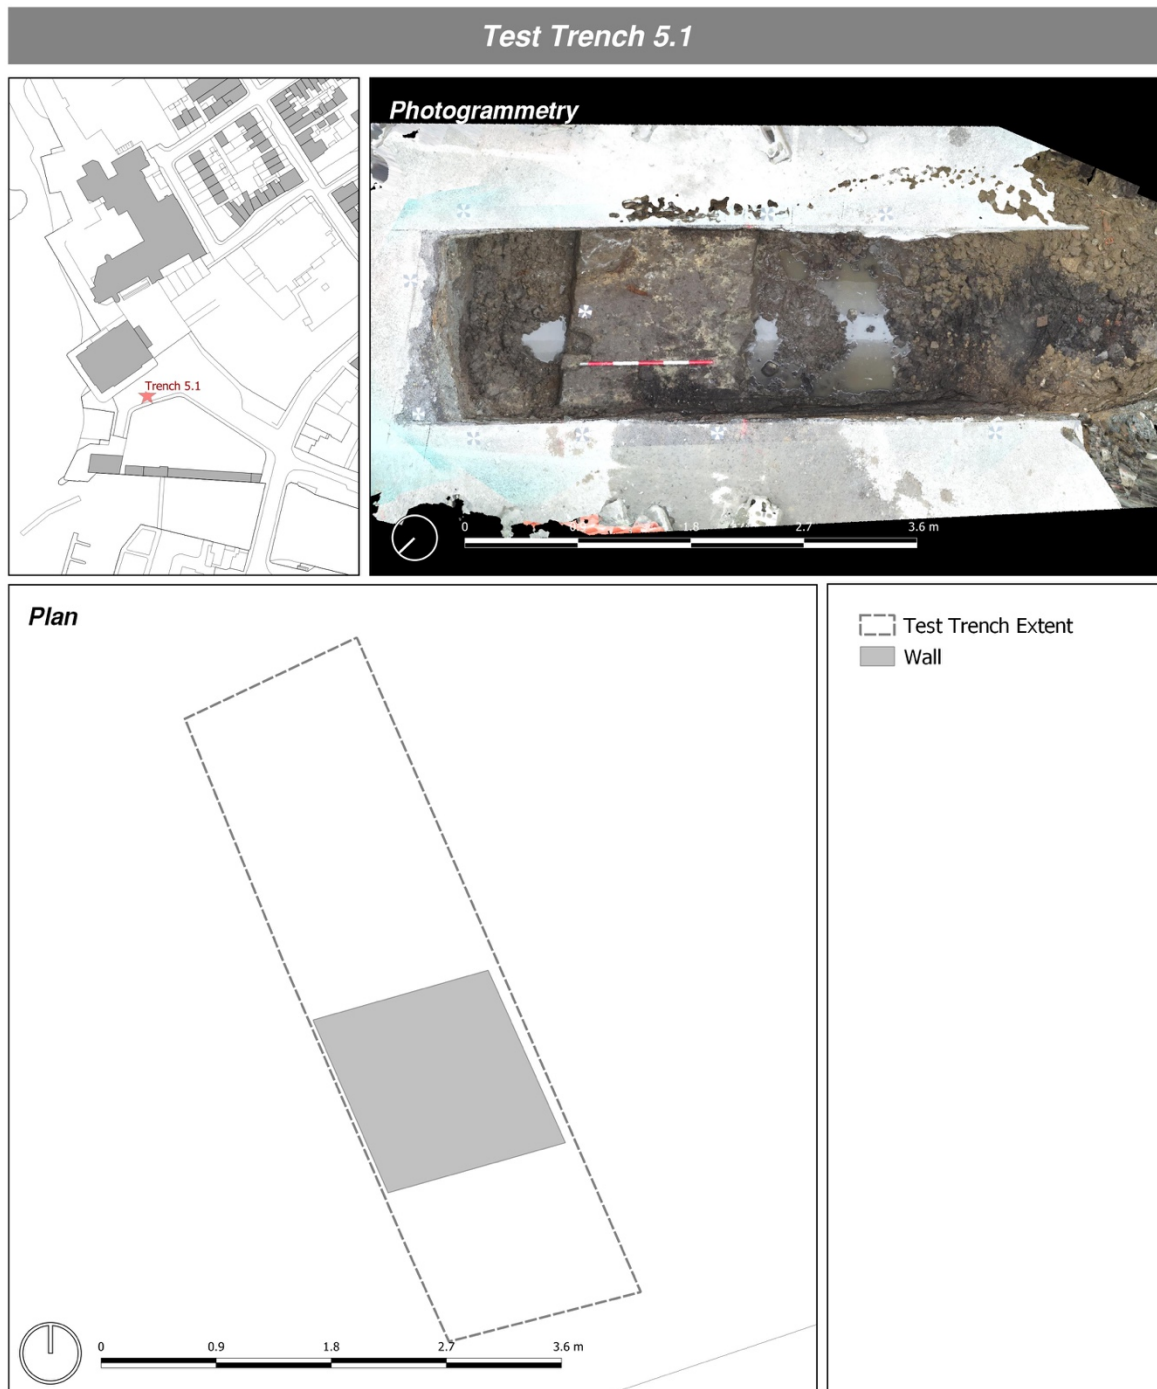 Test Trench 5.1
Trench 5.1
Photogrammetry
0 1.8 2.7 3.6 m
Plan
0 0.9 1.8 2.7 3.6 m
Test Trench Extent
Wall